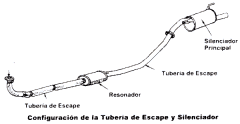 Silenciador
Principal
Tubería de Escape
Resonador
Tubería de Escape
Configuración de la Tubería de Escape y Silenciador